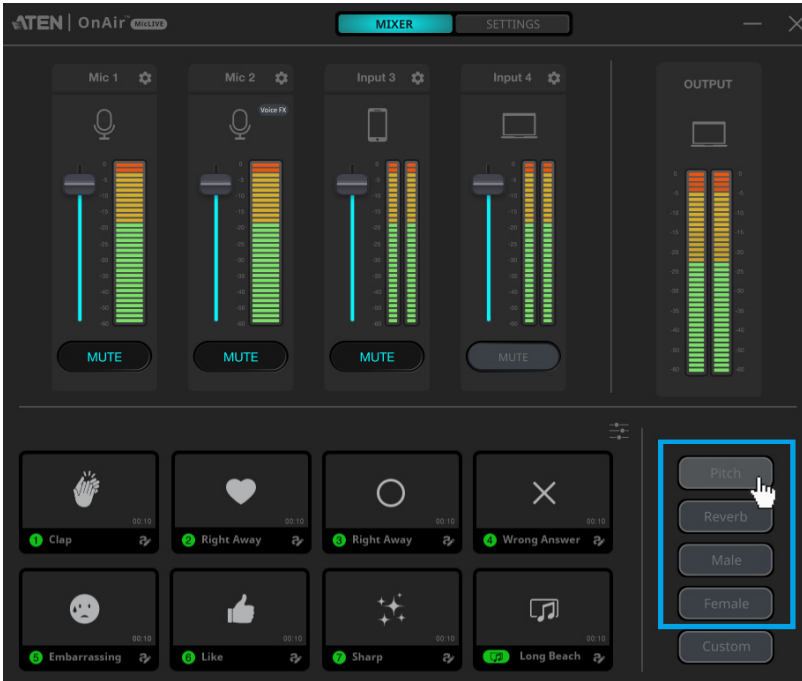 ATEN OnAir™ MicLIVE MIXER SETTINGS
Mic 1 Mic 2 Input 3 Input 4 OUTPUT
Voice FX
MUTE MUTE MUTE MUTE
00:10 00:10 00:10 00:10
1 Clap 2 Right Away 3 Right Away 4 Wrong Answer
00:10 00:10 00:10 00:10
5 Embarrassing 6 Like 7 Sharp Long Beach
Pitch
Reverb
Male
Female
Custom